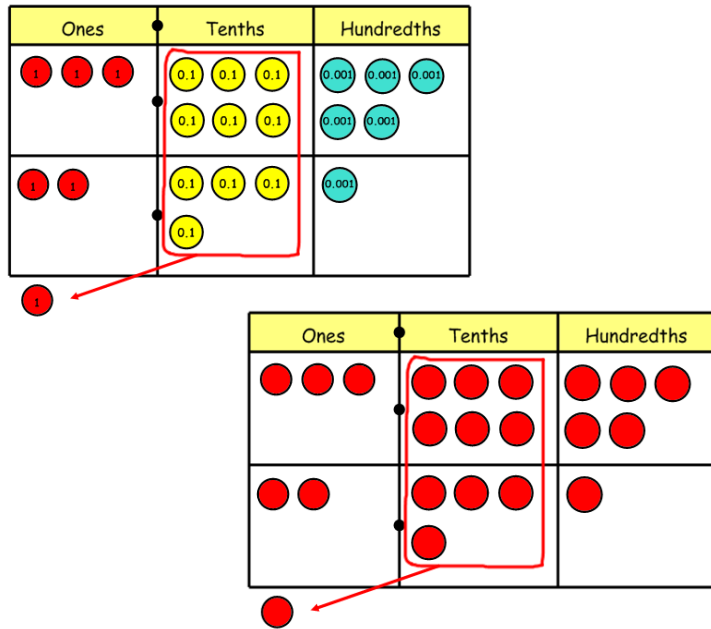 Ones Tenths Hundredths
1 1 1 0.1 0.1 0.1 0.001 0.001 0.001
0.1 0.1 0.1 0.001 0.001
1 1 0.1 0.1 0.1 0.001
0.1
1
Ones Tenths Hundredths